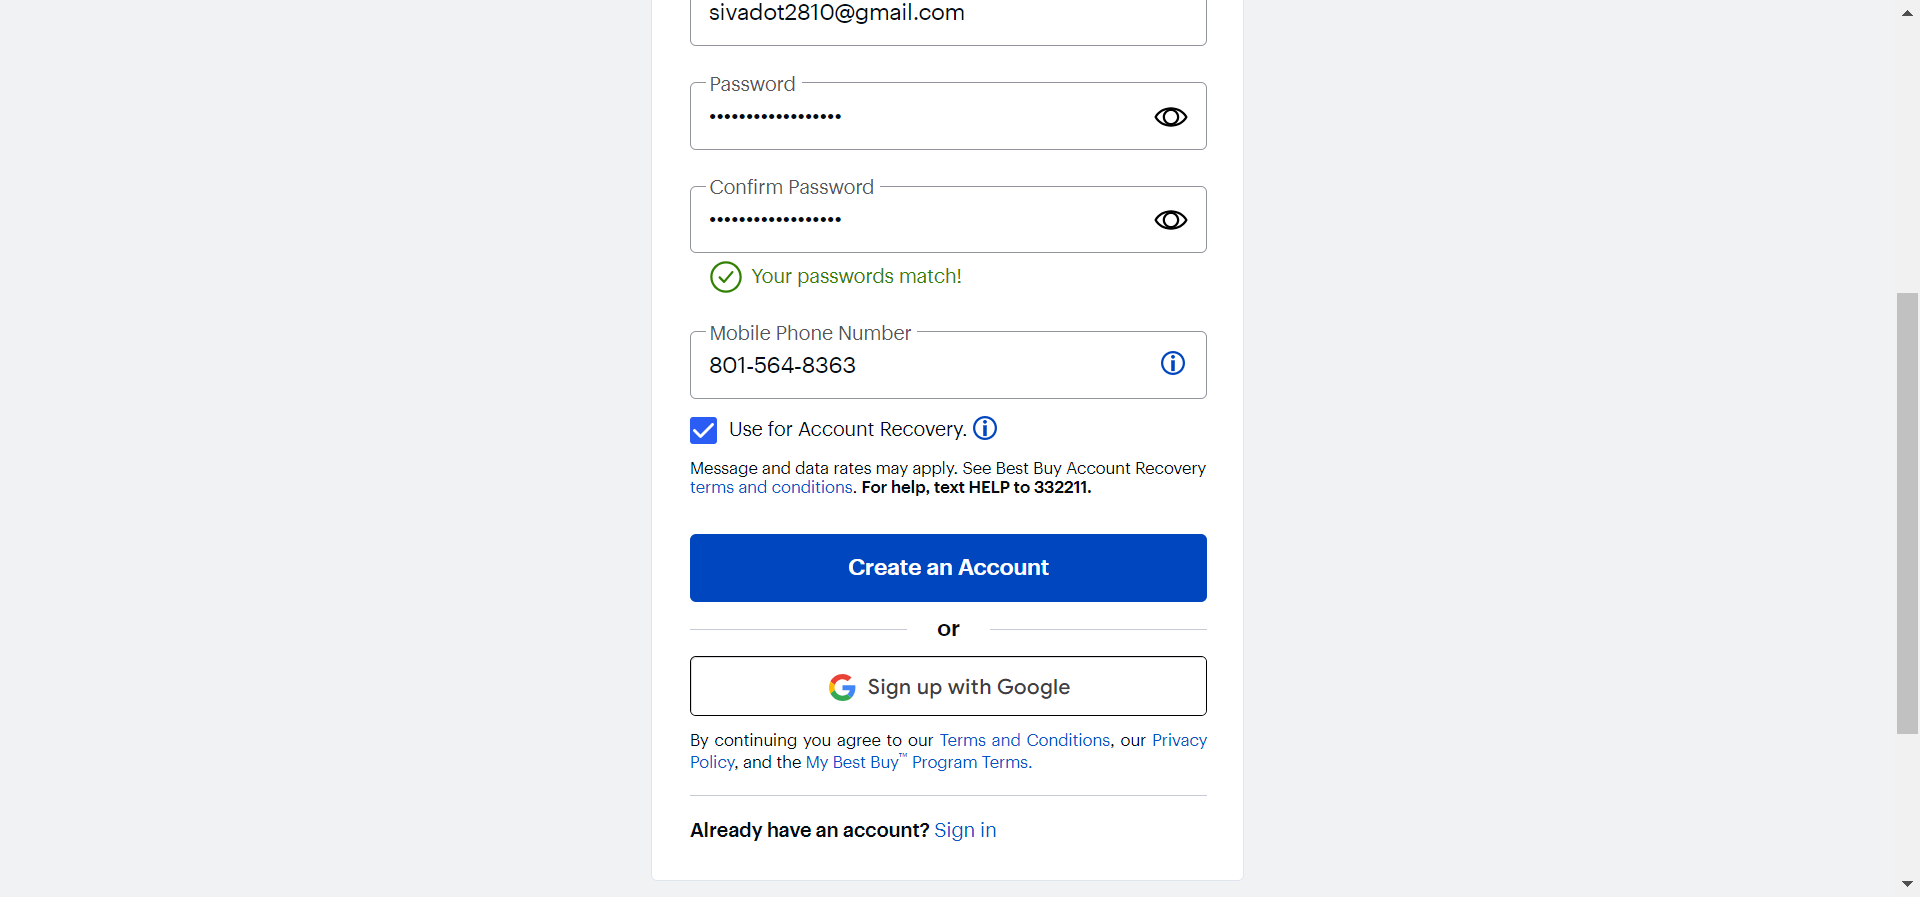 sivadot2810@gmail.com
Password
••••••••••••••••••
Confirm Password
••••••••••••••••••
Your passwords match!
Mobile Phone Number
801-564-8363
Use for Account Recovery.
Message and data rates may apply. See Best Buy Account Recovery
terms and conditions. For help, text HELP to 332211.
Create an Account
or
Sign up with Google
By continuing you agree to our Terms and Conditions, our Privacy
Policy, and the My Best Buy™ Program Terms.
Already have an account? Sign in